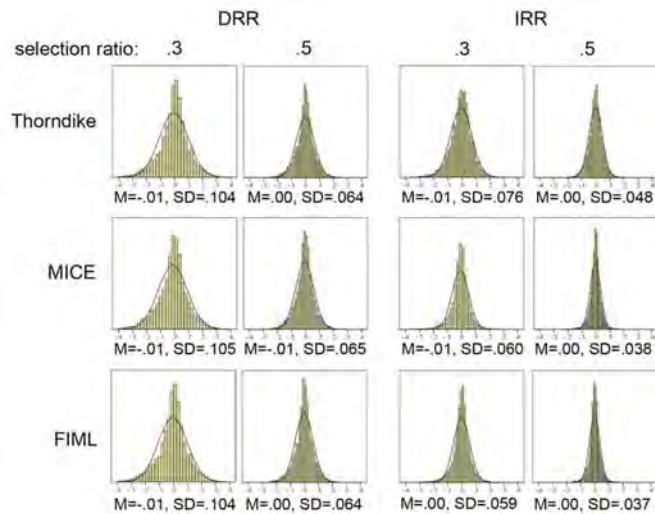 DRR IRR
selection ratio: .3 .5 .3 .5
Thorndike
M=-.01, SD=.104 M=.00, SD=.064 M=-.01, SD=.076 M=.00, SD=.048
MICE
M=-.01, SD=.105 M=-.01, SD=.065 M=-.01, SD=.060 M=.00, SD=.038
FIML
M=-.01, SD=.104 M=.00, SD=.064 M=.00, SD=.059 M=.00, SD=.037